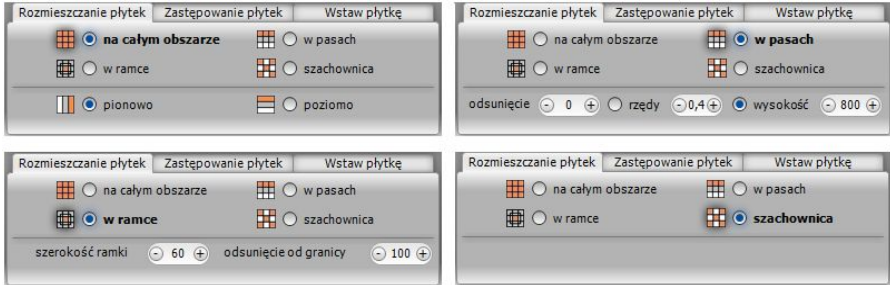 Rozmieszczanie płytek Zastępowanie płytek Wstaw płytkę
na całym obszarze w pasach
w ramce szachownica
pionowo poziomo
Rozmieszczanie płytek Zastępowanie płytek Wstaw płytkę
na całym obszarze w pasach
w ramce szachownica
odsunięcie - 0 + rzędy - 0,4 + wysokość - 800 +
Rozmieszczanie płytek Zastępowanie płytek Wstaw płytkę
na całym obszarze w pasach
w ramce szachownica
szerokość ramki - 60 + odsunięcie od granicy - 100 +
Rozmieszczanie płytek Zastępowanie płytek Wstaw płytkę
na całym obszarze w pasach
w ramce szachownica